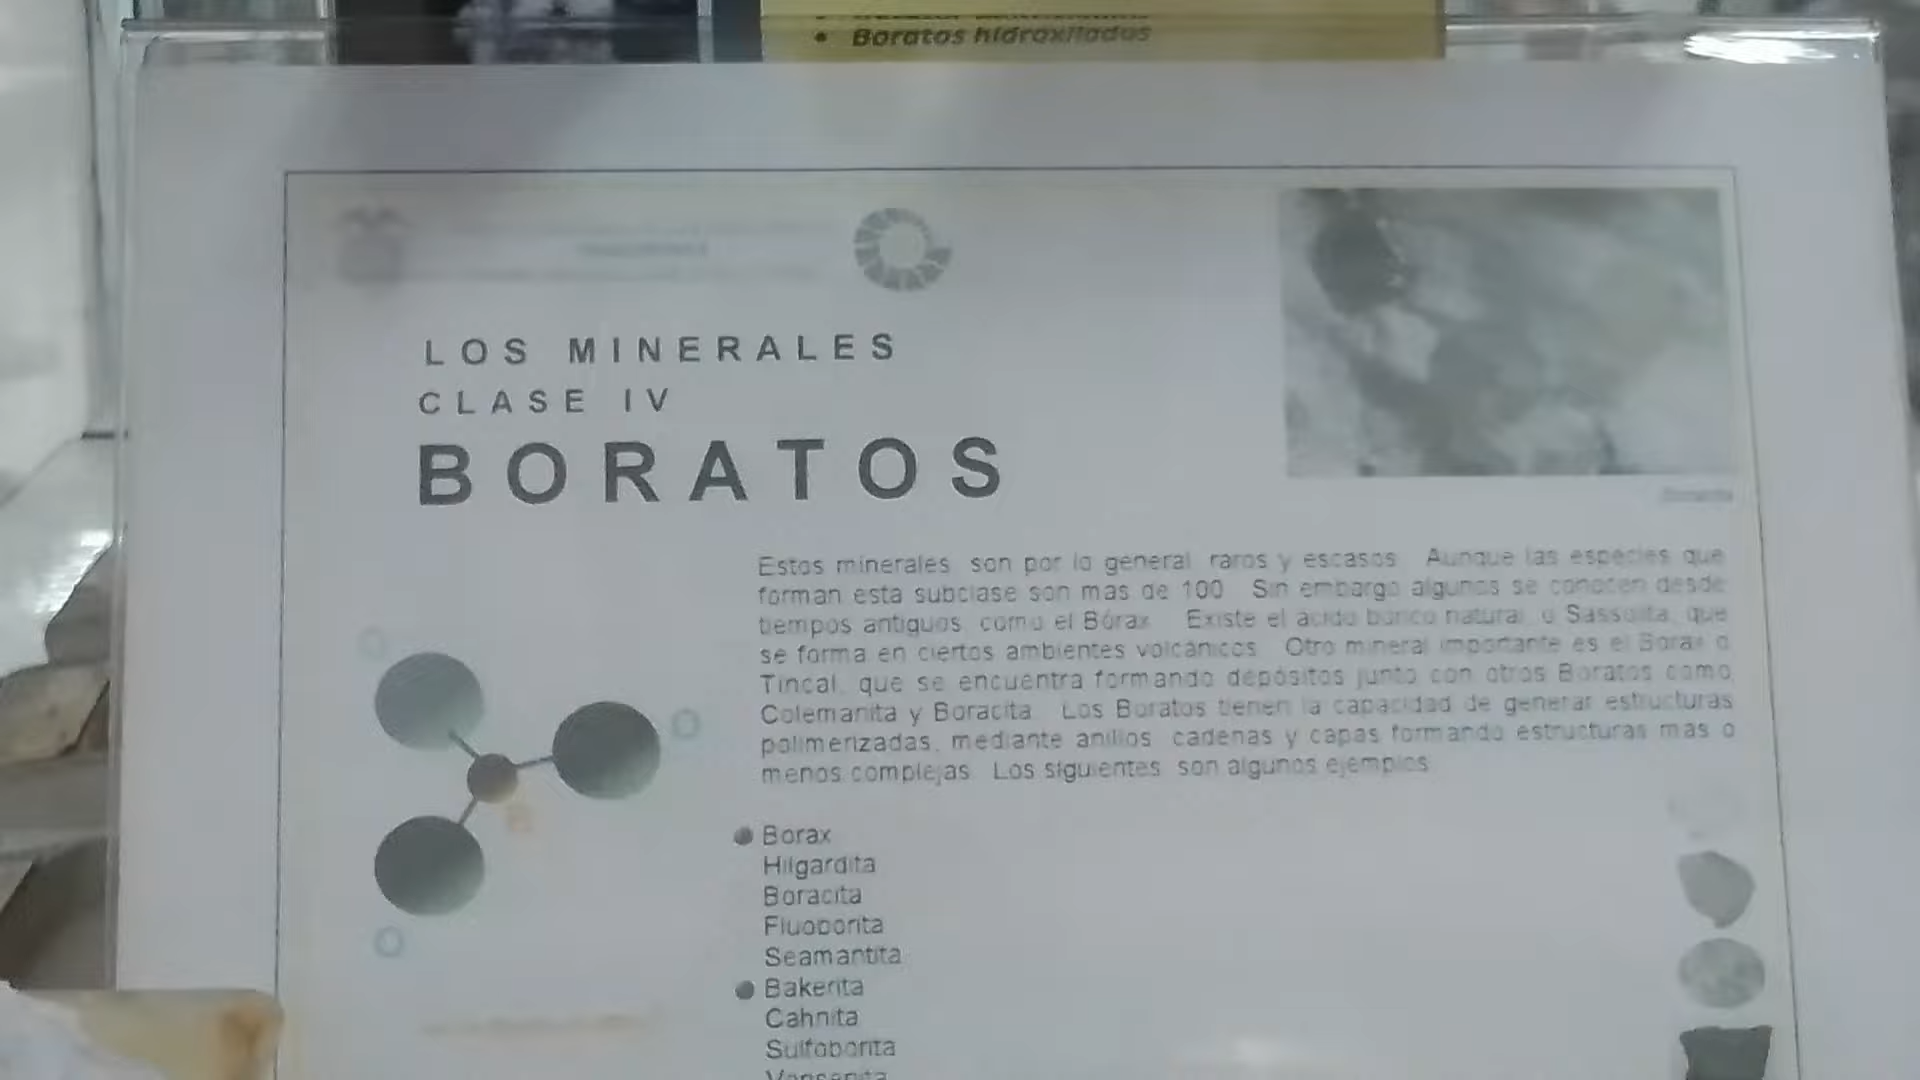 Boratos hidroxilados
LOS MINERALES
CLASE IV
BORATOS
Estos minerales son por lo general raros y escasos Aunque las especies que
forman esta subclase son mas de 100 Sin embargo algunos se conocen desde
tiempos antiguos, como el Bórax Existe el acido borico natural o Sassolita, que
se forma en ciertos ambientes volcánicos Otro mineral importante es el Borax o
Tincal, que se encuentra formando depósitos junto con otros Boratos como
Colemanita y Boracita Los Boratos tienen la capacidad de generar estructuras
polimerizadas, mediante anillos cadenas y capas formando estructuras mas o
menos complejas Los siguientes son algunos ejemplos
O
O
B
O
Borax
Hilgardita
Boracita
Fluoborita
Seamantita
Bakerita
Cahnita
Sulfoborita